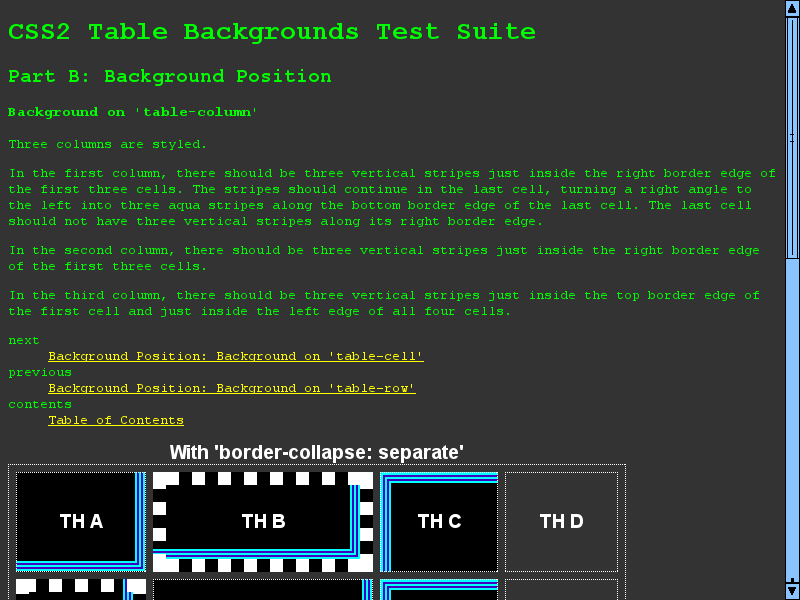 CSS2 Table Backgrounds Test Suite
Part B: Background Position
Background on 'table-column'
Three columns are styled.
In the first column, there should be three vertical stripes just inside the right border edge of
the first three cells. The stripes should continue in the last cell, turning a right angle to
the left into three aqua stripes along the bottom border edge of the last cell. The last cell
should not have three vertical stripes along its right border edge.
In the second column, there should be three vertical stripes just inside the right border edge
of the first three cells.
In the third column, there should be three vertical stripes just inside the top border edge of
the first cell and just inside the left edge of all four cells.
next
Background Position: Background on 'table-cell'
previous
Background Position: Background on 'table-row'
contents
Table of Contents
With 'border-collapse: separate'
TH A TH B TH C TH D